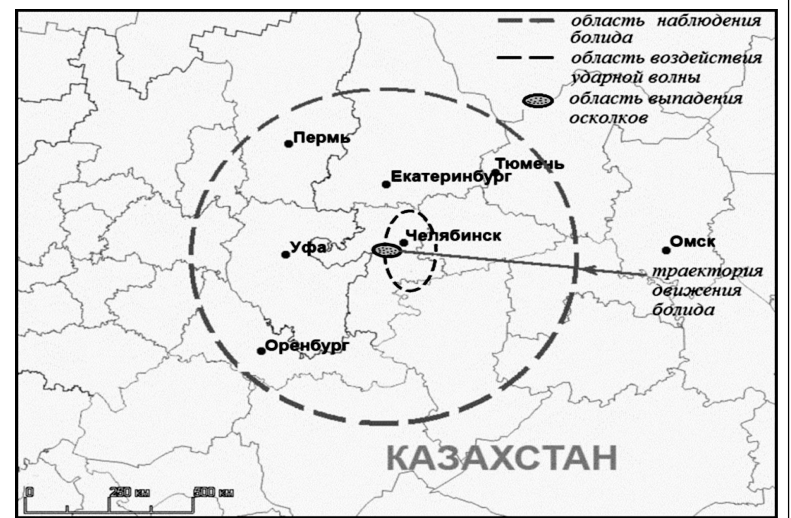 область наблюдения
болида
область воздействия
ударной волны
область выпадения
осколков
Пермь
Тюмень
Екатеринбург
Челябинск
Уфа
Омск
траектория
движения
болида
Оренбург
КАЗАХСТАН
0 250 км 500 км